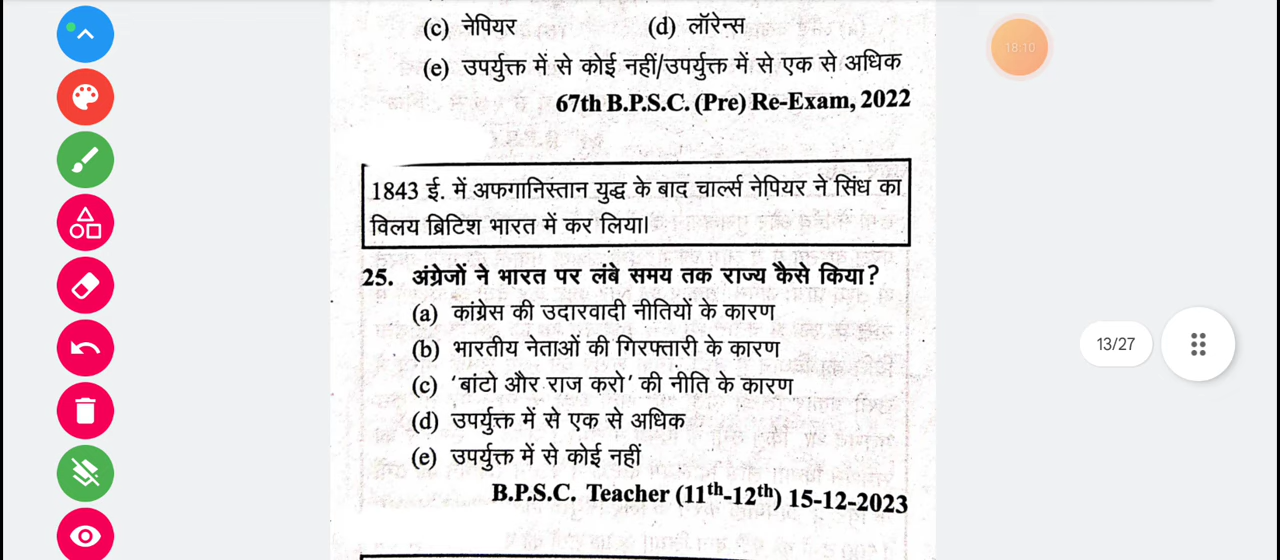 (c) नेपियर (d) लॉरेन्स
(e) उपर्युक्त में से कोई नहीं/उपर्युक्त में से एक से अधिक
67th B.P.S.C. (Pre) Re-Exam, 2022
18:10
1843 ई. में अफगानिस्तान युद्ध के बाद चार्ल्स नेपियर ने सिंध का
विलय ब्रिटिश भारत में कर लिया।
25. अंग्रेजों ने भारत पर लंबे समय तक राज्य कैसे किया?
(a) कांग्रेस की उदारवादी नीतियों के कारण
(b) भारतीय नेताओं की गिरफ्तारी के कारण
13/27
(c) ‘बांटो और राज करो’ की नीति के कारण
(d) उपर्युक्त में से एक से अधिक
(e) उपर्युक्त में से कोई नहीं
B.P.S.C. Teacher (11th-12th) 15-12-2023